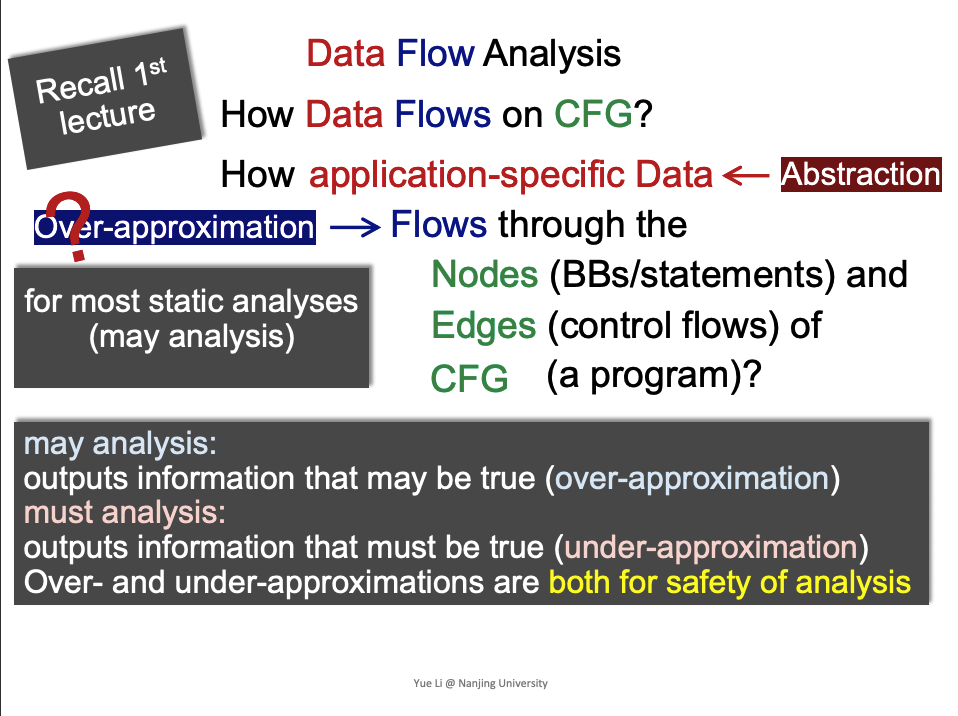 Recall 1st
lecture
Data Flow Analysis
How Data Flows on CFG?
How application-specific Data ← Abstraction
?
Over-approximation → Flows through the
Nodes (BBs/statements) and
Edges (control flows) of
CFG (a program)?
for most static analyses
(may analysis)
may analysis:
outputs information that may be true (over-approximation)
must analysis:
outputs information that must be true (under-approximation)
Over- and under-approximations are both for safety of analysis
Yue Li @ Nanjing University